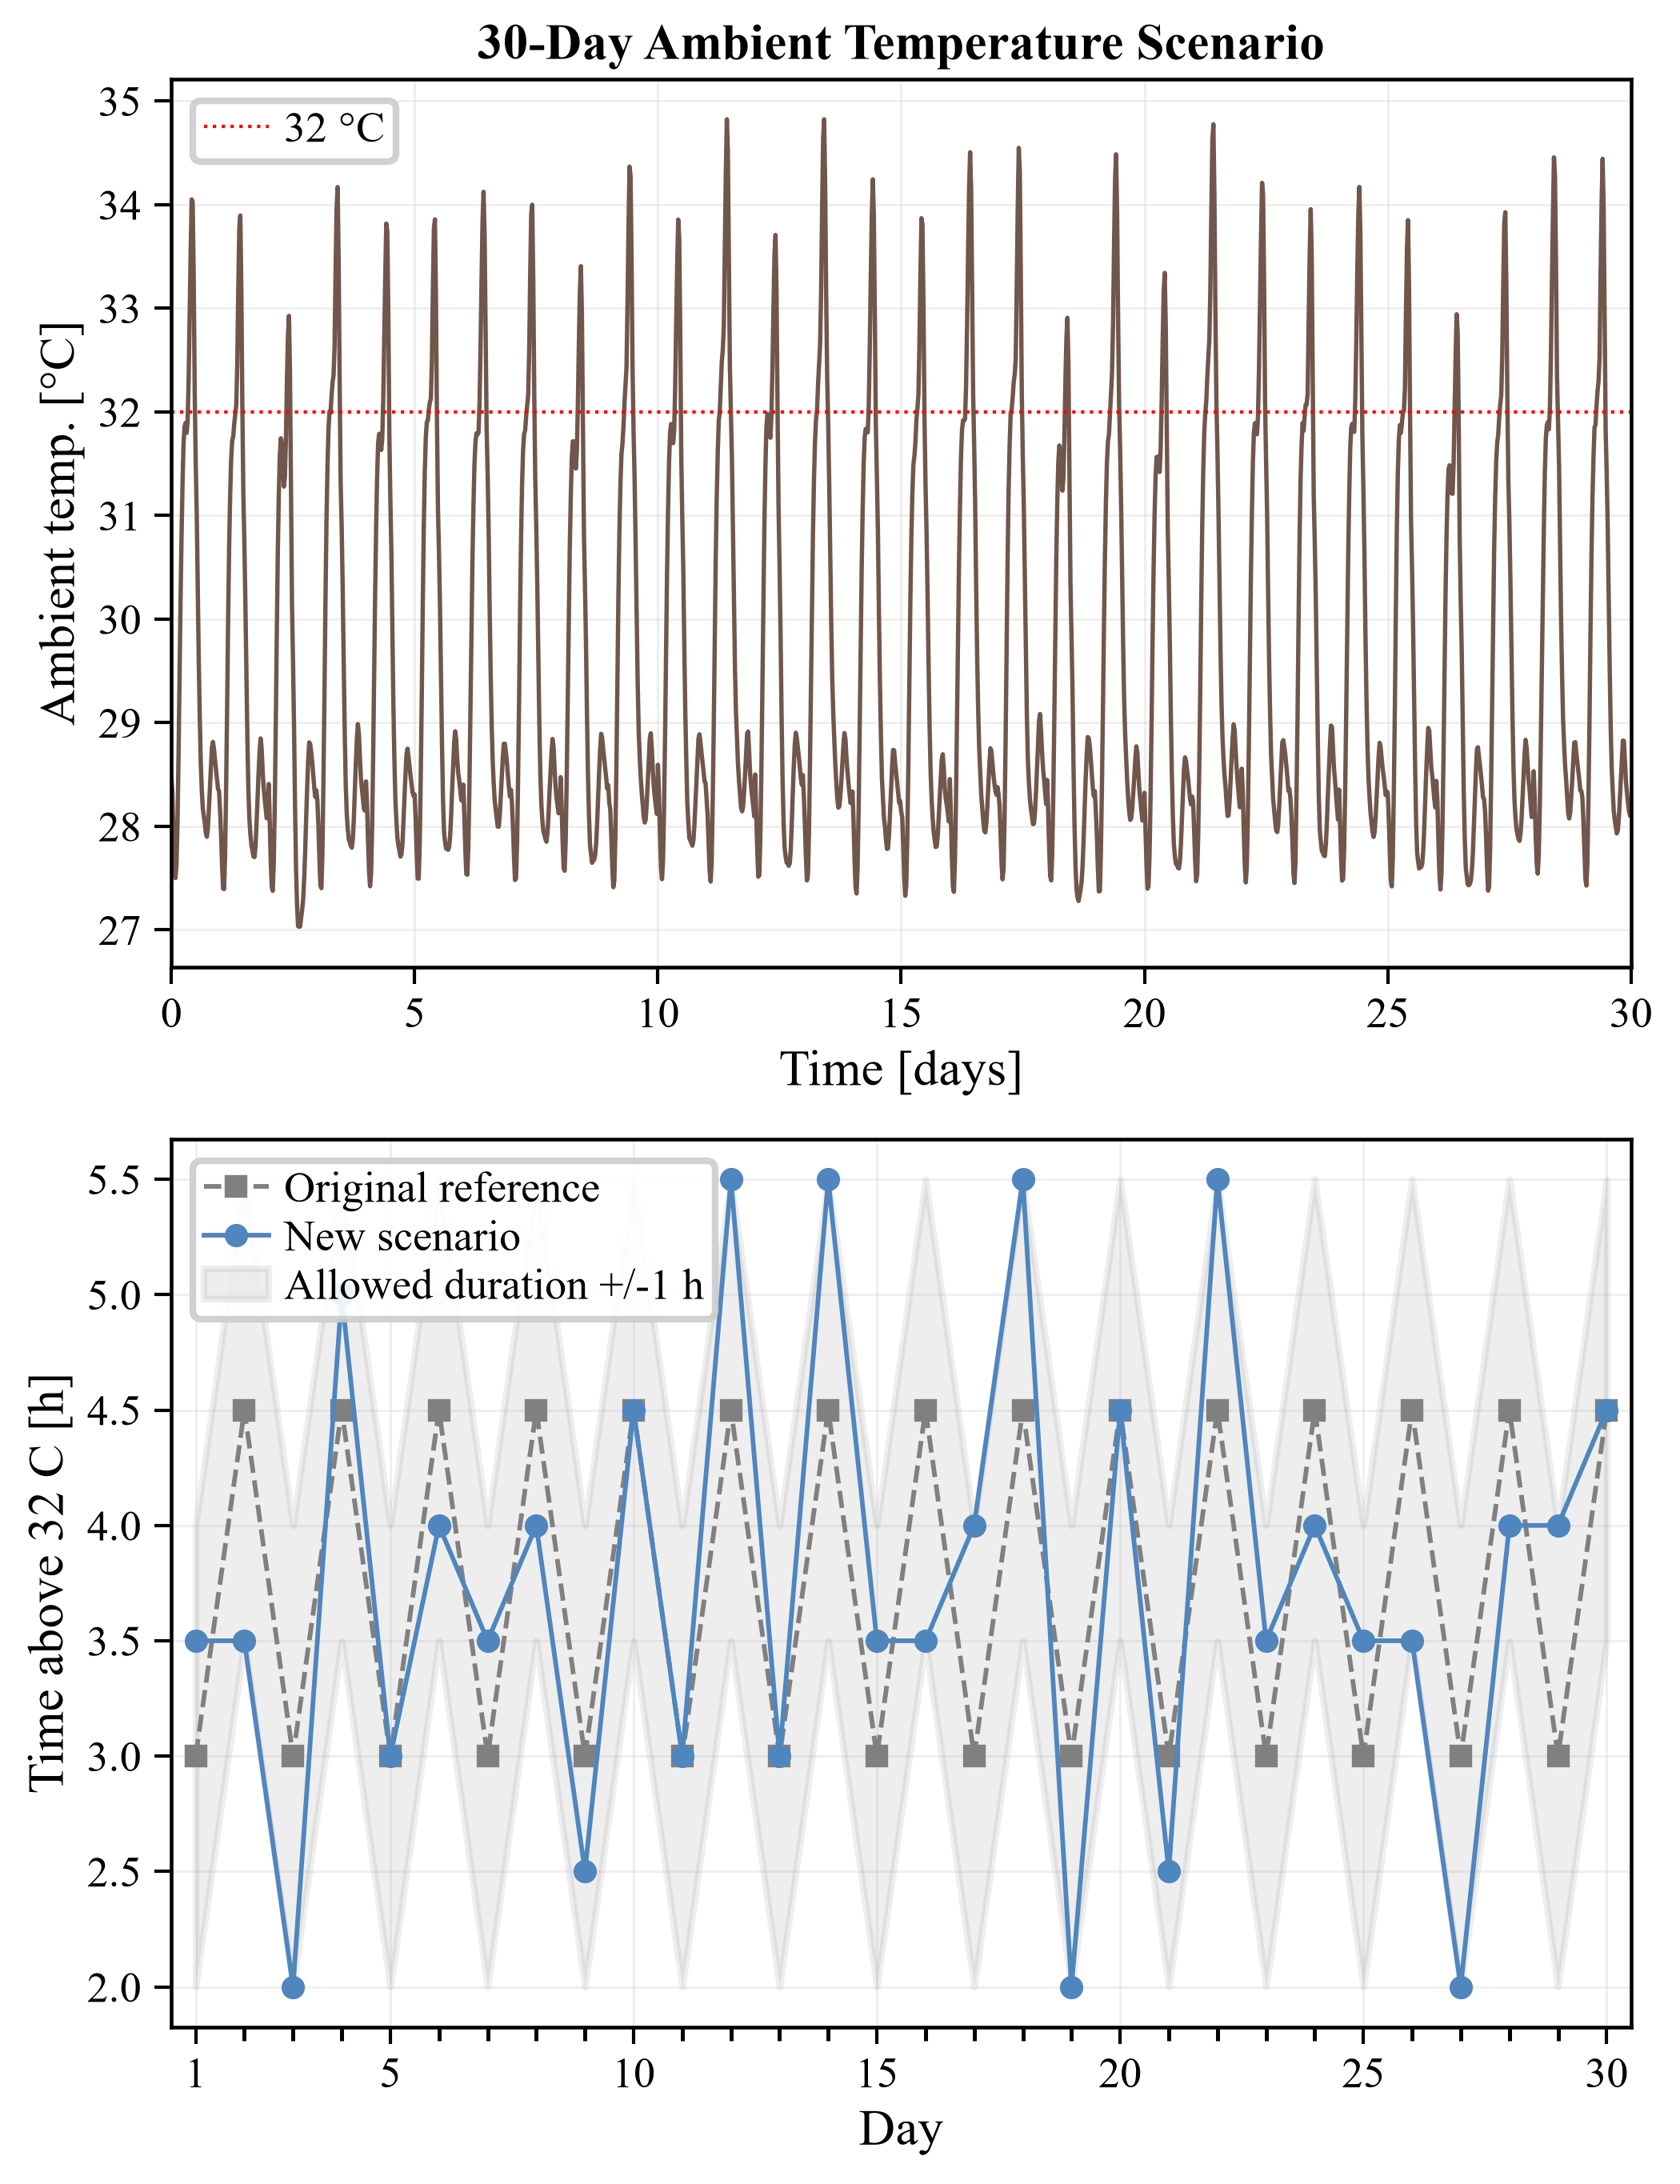 30-Day Ambient Temperature Scenario
32 °C
35
34
33
32
31
30
29
28
27
Ambient temp. [°C]
0 5 10 15 20 25 30
Time [days]
Original reference
New scenario
Allowed duration +/-1 h
5.5
5.0
4.5
4.0
3.5
3.0
2.5
2.0
Time above 32 C [h]
1 5 10 15 20 25 30
Day